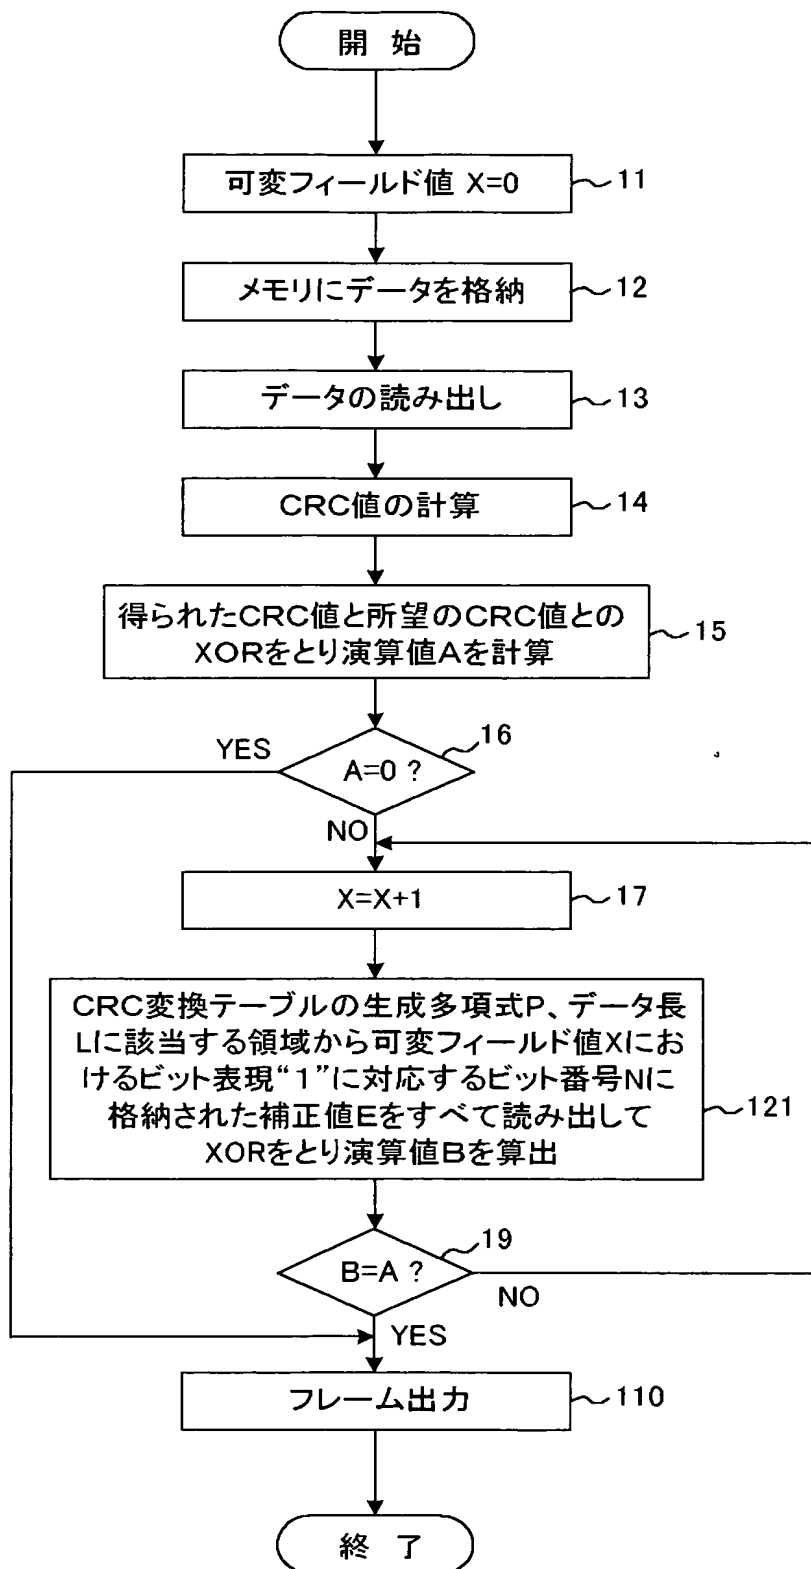 開 始
可変フィールド値 X=0
11
メモリにデータを格納
12
データの読み出し
13
CRC値の計算
14
得られたCRC値と所望のCRC値との
XORをとり演算値Aを計算
15
16
YES
A=0 ?
NO
X=X+1
17
CRC変換テーブルの生成多項式P、データ長
Lに該当する領域から可変フィールド値Xにお
けるビット表現“1”に対応するビット番号Nに
格納された補正値Eをすべて読み出して
XORをとり演算値Bを算出
121
19
B=A ?
NO
YES
フレーム出力
110
終 了